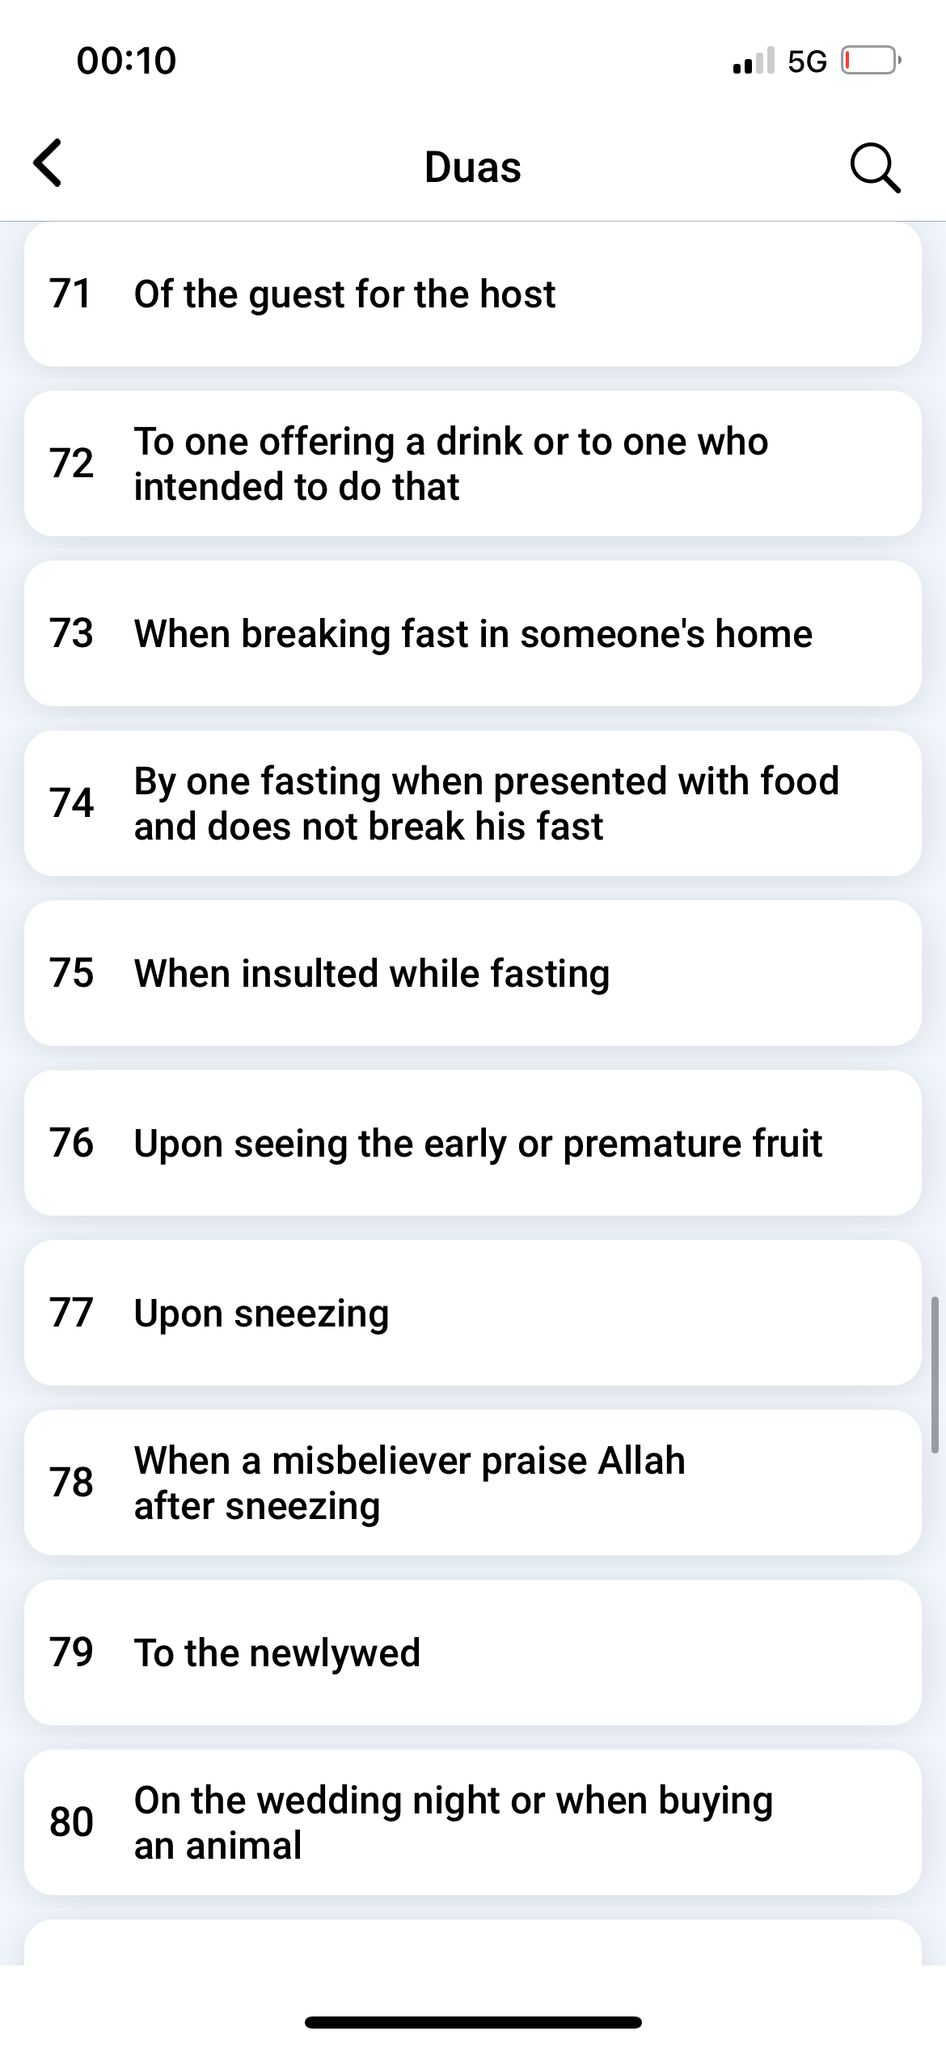 00:10
5G
Duas
71 Of the guest for the host
72 To one offering a drink or to one who
intended to do that
73 When breaking fast in someone's home
74 By one fasting when presented with food
and does not break his fast
75 When insulted while fasting
76 Upon seeing the early or premature fruit
77 Upon sneezing
78 When a misbeliever praise Allah
after sneezing
79 To the newlywed
80 On the wedding night or when buying
an animal